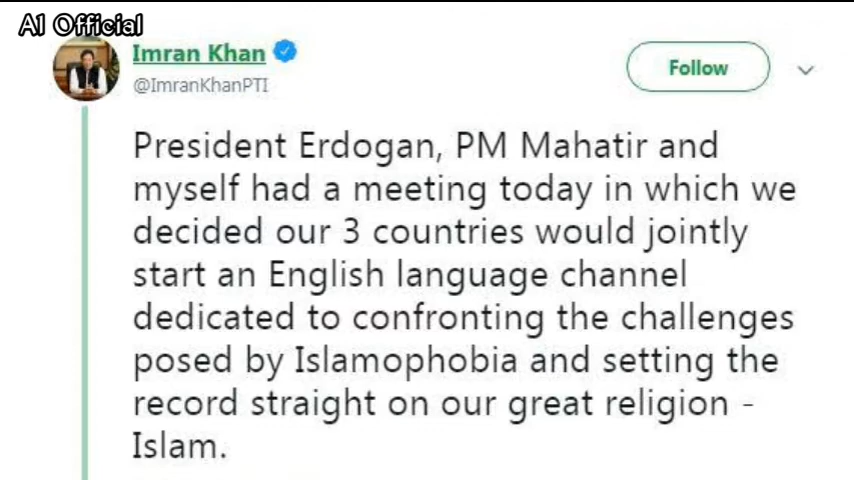 A1 Official
Imran Khan
@ImranKhanPTI
Follow
President Erdogan, PM Mahatir and
myself had a meeting today in which we
decided our 3 countries would jointly
start an English language channel
dedicated to confronting the challenges
posed by Islamophobia and setting the
record straight on our great religion -
Islam.